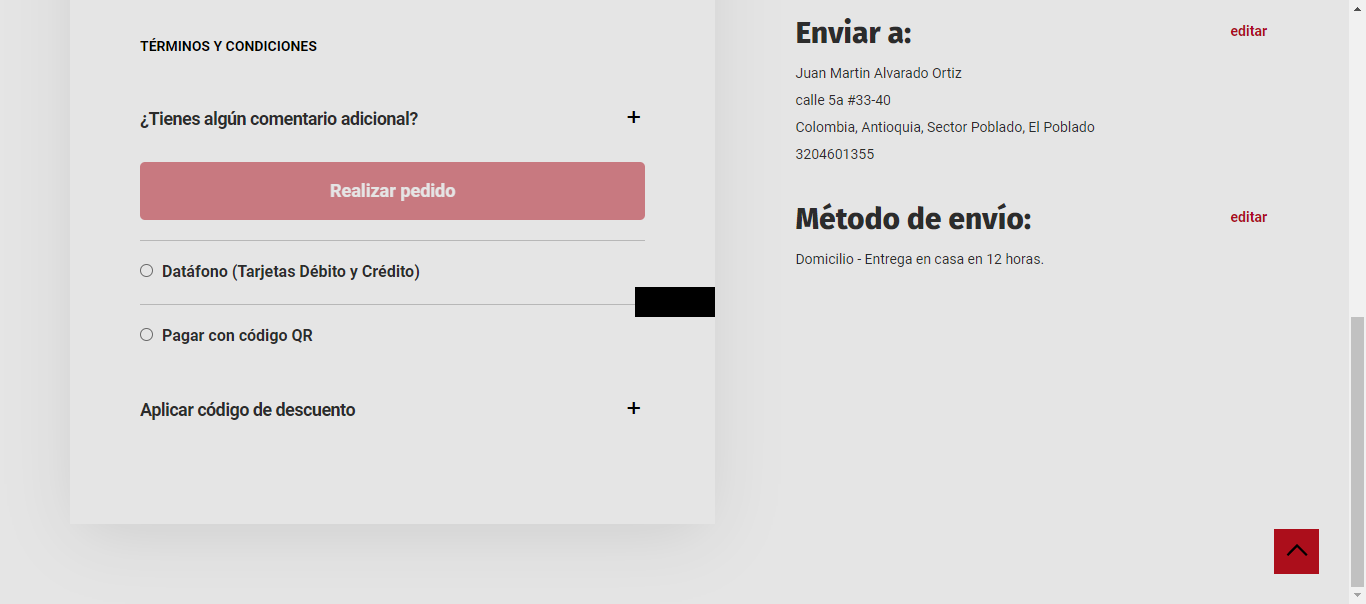 TÉRMINOS Y CONDICIONES
¿Tienes algún comentario adicional?
Realizar pedido
Datáfono (Tarjetas Débito y Crédito)
Pagar con código QR
Aplicar código de descuento
Enviar a:
editar
Juan Martin Alvarado Ortiz
calle 5a #33-40
Colombia, Antioquia, Sector Poblado, El Poblado
3204601355
Método de envío:
editar
Domicilio - Entrega en casa en 12 horas.